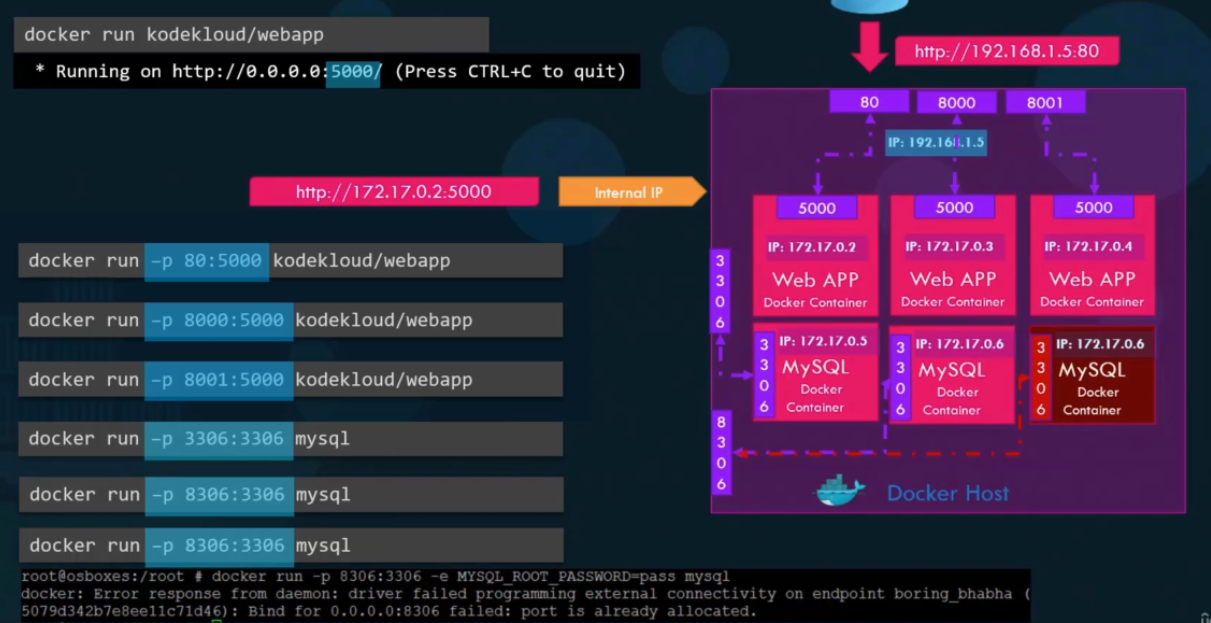 docker run kodekloud/webapp
* Running on http://0.0.0.0:5000/ (Press CTRL+C to quit)
http://192.168.1.5:80
80
8000
8001
IP: 192.168.1.5
http://172.17.0.2:5000
Internal IP
5000
5000
5000
IP: 172.17.0.2
IP: 172.17.0.3
IP: 172.17.0.4
Web APP
Web APP
Web APP
Docker Container
Docker Container
Docker Container
3306
3306
IP: 172.17.0.5
MySQL
Docker
Container
3306
IP: 172.17.0.6
MySQL
Docker
Container
3306
IP: 172.17.0.6
MySQL
Docker
Container
8306
Docker Host
docker run -p 80:5000 kodekloud/webapp
docker run -p 8000:5000 kodekloud/webapp
docker run -p 8001:5000 kodekloud/webapp
docker run -p 3306:3306 mysql
docker run -p 8306:3306 mysql
docker run -p 8306:3306 mysql
root@osboxes:/root # docker run -p 8306:3306 -e MYSQL_ROOT_PASSWORD=pass mysql
docker: Error response from daemon: driver failed programming external connectivity on endpoint boring_bhabha (
5079d342b7e8ee11c71d46): Bind for 0.0.0.0:8306 failed: port is already allocated.